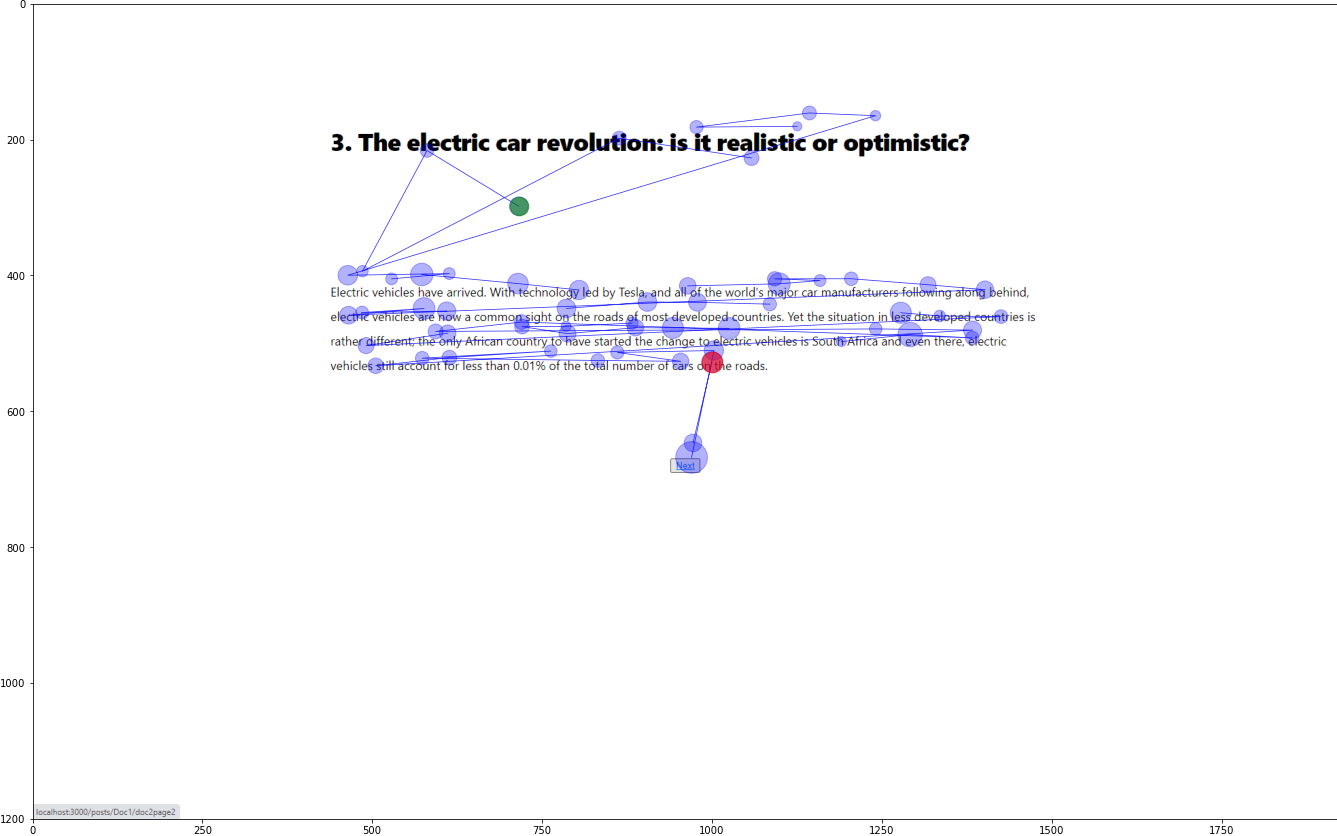 0
200
3. The electric car revolution: is it realistic or optimistic?
400
Electric vehicles have arrived. With technology led by Tesla, and all of the world's major car manufacturers following along behind,
electric vehicles are now a common sight on the roads of most developed countries. Yet the situation in less developed countries is
rather different; the only African country to have started the change to electric vehicles is South Africa and even there, electric
vehicles still account for less than 0.01% of the total number of cars on the roads.
600
Next
800
1000
localhost:3000/posts/Doc1/doc2page2
1200
0 250 500 750 1000 1250 1500 1750